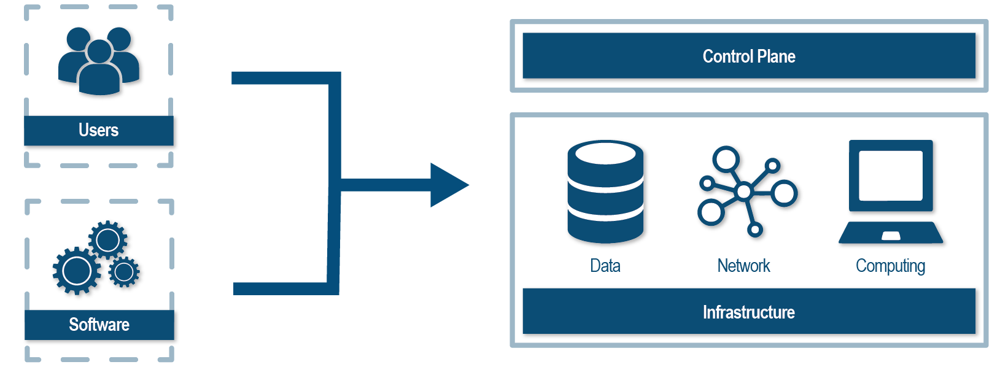 Users
Software
Control Plane
Data
Network
Computing
Infrastructure